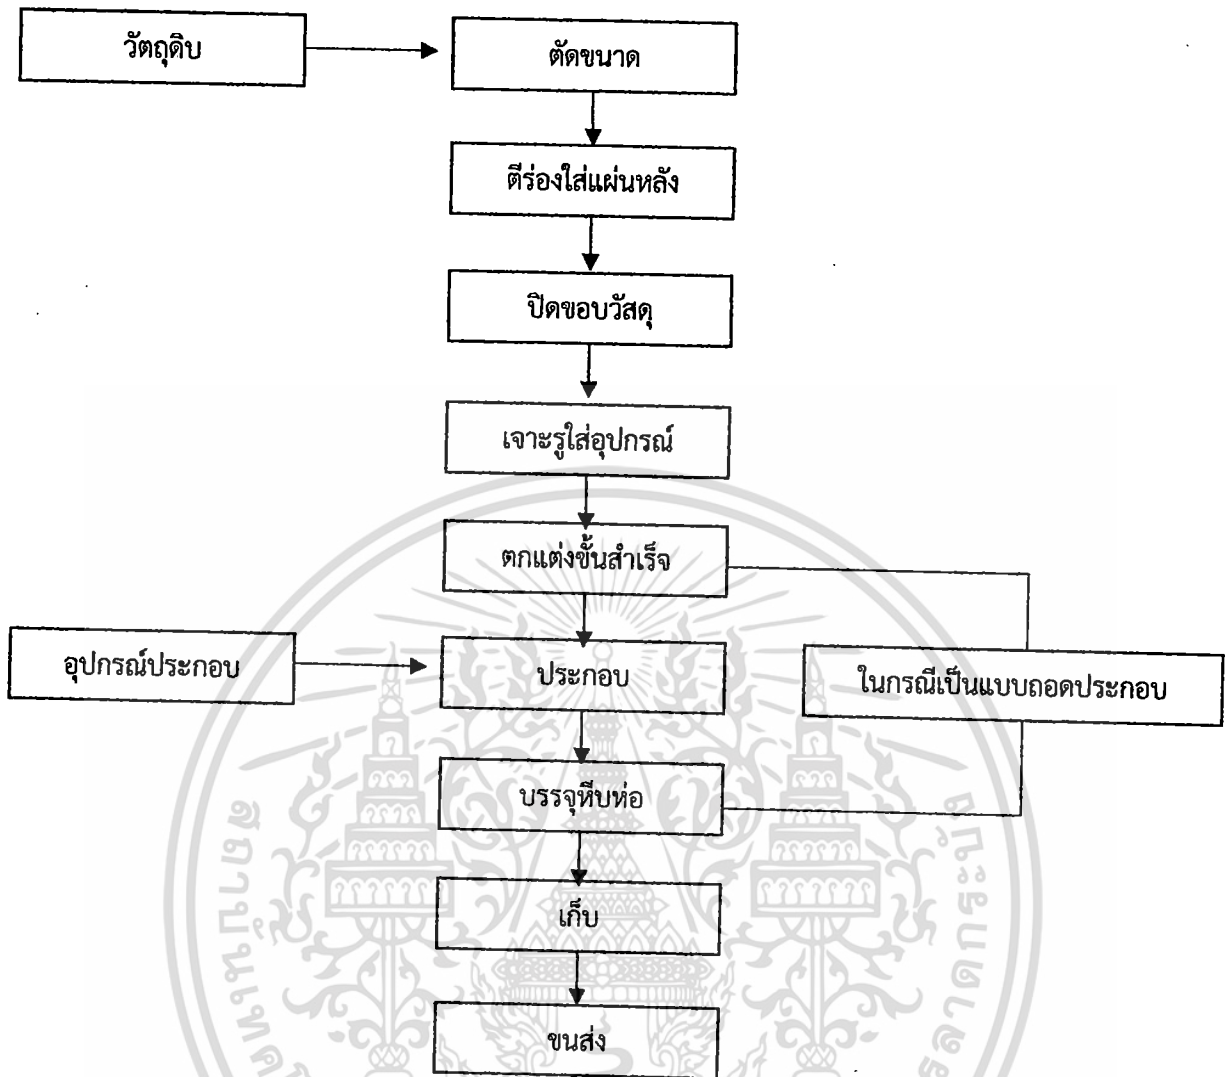 วัตถุดิบ
ตัดขนาด
ตีร่องใส่แผ่นหลัง
ปิดขอบวัสดุ
เจาะรูใส่อุปกรณ์
ตกแต่งขั้นสำเร็จ
อุปกรณ์ประกอบ
ประกอบ
ในกรณีเป็นแบบถอดประกอบ
บรรจุหีบห่อ
เก็บ
ขนส่ง